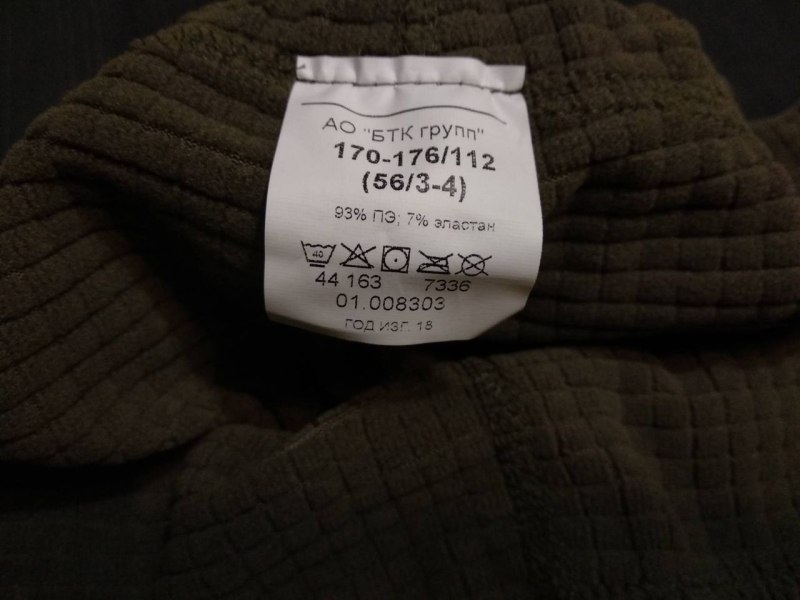 АО "БТК групп"
170-176/112
(56/3-4)
93% ПЭ; 7% эластан
40
44 163 7336
01.008303
ГОД ИЗГ. 18